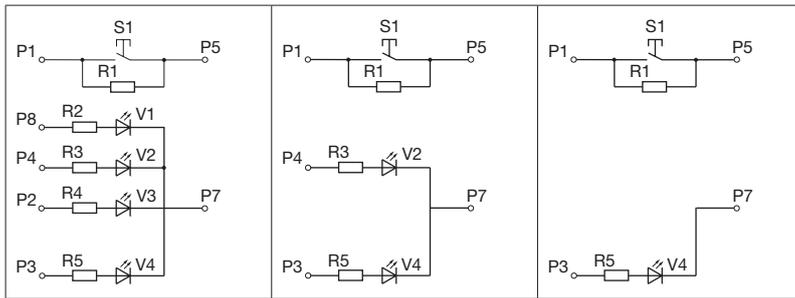 S1
P1 P5
R1
R2 V1
P8
R3 V2
P4
R4 V3
P2 P7
R5 V4
P3
S1
P1 P5
R1
R3 V2
P4
P7
R5 V4
P3
S1
P1 P5
R1
P7
R5 V4
P3